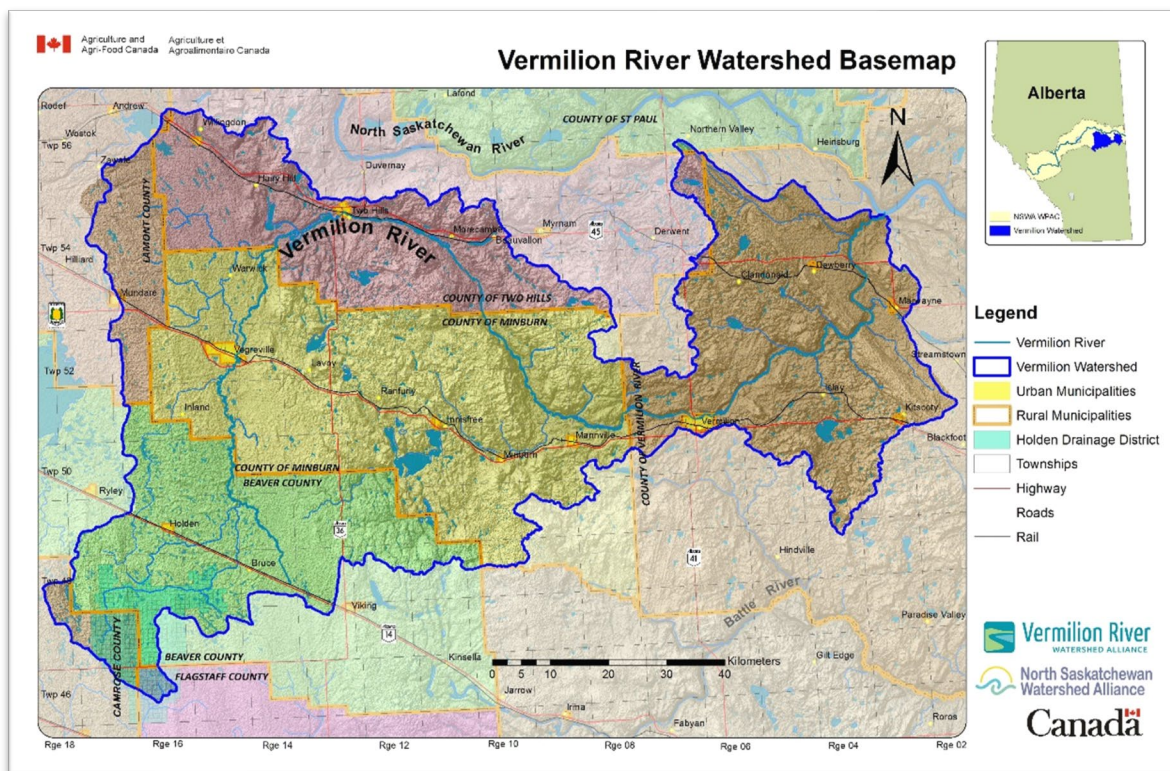 Agriculture and
Agri-Food Canada
Agriculture et
Agroalimentaire Canada
Vermilion River Watershed Basemap
Alberta
NSWA WPAC
Vermilion Watershed
N
Rodef
Andrew
Lafond
Willingdon
Wostok
North Saskatchewan
River
COUNTY OF ST PAUL
Northern Valley
Heinsburg
Twp 56
Duvernay
Hairy Hill
LAMONT COUNTY
Two Hills
Morecambe
Myrnam
45
Beauvallon
Derwent
Vermilion
River
Twp 54
Hilliard
Warwick
Clandonald
Dewberry
Mundare
COUNTY OF TWO HILLS
COUNTY OF MINBURN
Marwayne
Vegreville
Lavoy
Streamstown
Twp 52
Ranfurly
COUNTY OF VERMILION RIVER
Islay
Inland
Innisfree
Kitscoty
Mannville
Vermilion
Blackfoot
Minburn
COUNTY OF MINBURN
BEAVER COUNTY
Twp 50
Ryley
Holden
36
41
Hindville
Bruce
Twp 48
Viking
Battle River
Paradise Valley
14
BEAVER COUNTY
FLAGSTAFF COUNTY
CAMROSE COUNTY
Kinsella
Gilt Edge
0 5 10 20 30 40
Kilometers
Twp 46
Jarrow
Irma
Fabyan
Roros
Rge 18
Rge 16
Rge 14
Rge 12
Rge 10
Rge 08
Rge 06
Rge 04
Rge 02
Legend
Vermilion River
Vermilion Watershed
Urban Municipalities
Rural Municipalities
Holden Drainage District
Townships
Highway
Roads
Rail
Vermilion River
WATERSHED ALLIANCE
North Saskatchewan
Watershed Alliance
Canada